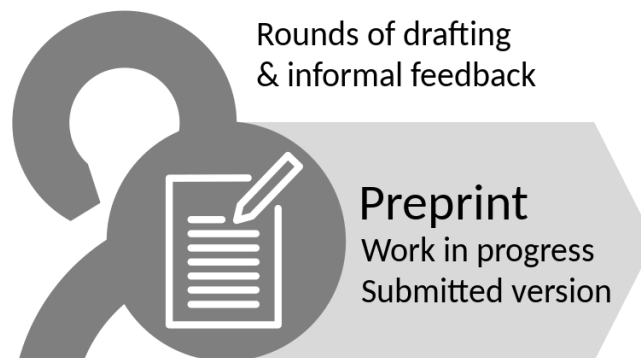 Rounds of drafting
& informal feedback
Preprint
Work in progress
Submitted version